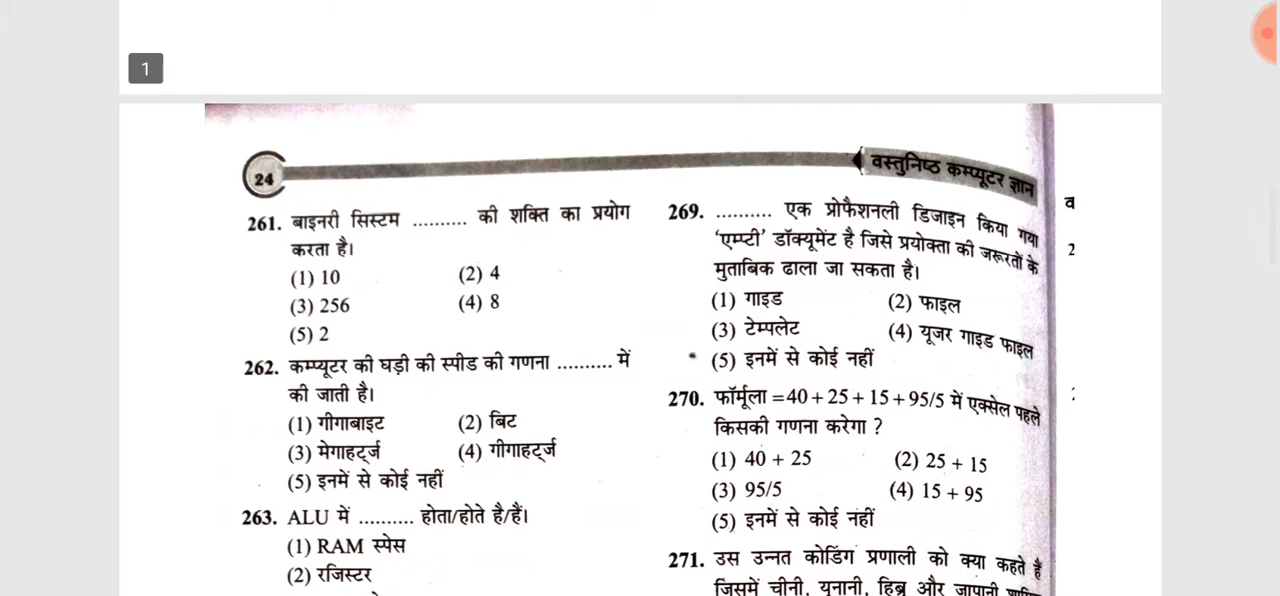 1
24
वस्तुनिष्ठ कम्प्यूटर ज्ञान
261. बाइनरी सिस्टम .......... की शक्ति का प्रयोग
करता है।
(1) 10 (2) 4
(3) 256 (4) 8
(5) 2
262. कम्प्यूटर की घड़ी की स्पीड की गणना .......... में
की जाती है।
(1) गीगाबाइट (2) बिट
(3) मेगाहर्ट्ज (4) गीगाहर्ट्ज
(5) इनमें से कोई नहीं
263. ALU में .......... होता/होते है/हैं।
(1) RAM स्पेस
(2) रजिस्टर
269. .......... एक प्रोफैशनली डिजाइन किया गया
‘एम्प्टी’ डॉक्यूमेंट है जिसे प्रयोक्ता की जरूरतों के
मुताबिक ढाला जा सकता है।
(1) गाइड (2) फाइल
(3) टेम्पलेट (4) यूजर गाइड फाइल
(5) इनमें से कोई नहीं
270. फॉर्मूला = 40 + 25 + 15 + 95/5 में एक्सेल पहले
किसकी गणना करेगा ?
(1) 40 + 25 (2) 25 + 15
(3) 95/5 (4) 15 + 95
(5) इनमें से कोई नहीं
271. उस उन्नत कोडिंग प्रणाली को क्या कहते हैं
जिसमें चीनी, यूनानी, हिब्रू और जापानी
व
2